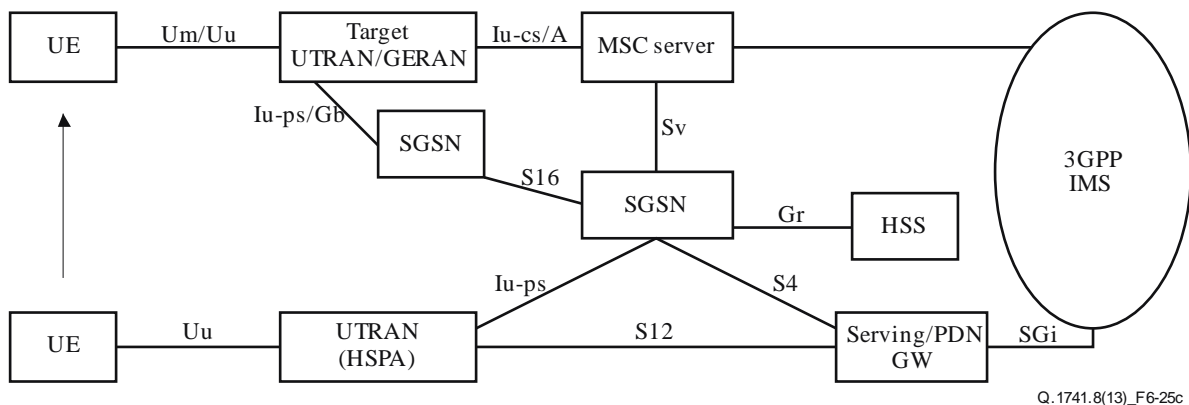 UE
Um/Uu
Target
UTRAN/GERAN
Iu-cs/A
MSC server
Iu-ps/Gb
SGSN
Sv
S16
SGSN
Gr
HSS
3GPP
IMS
Iu-ps
S4
UE
Uu
UTRAN
(HSPA)
S12
Serving/PDN
GW
SGi
Q.1741.8(13)_F6-25c